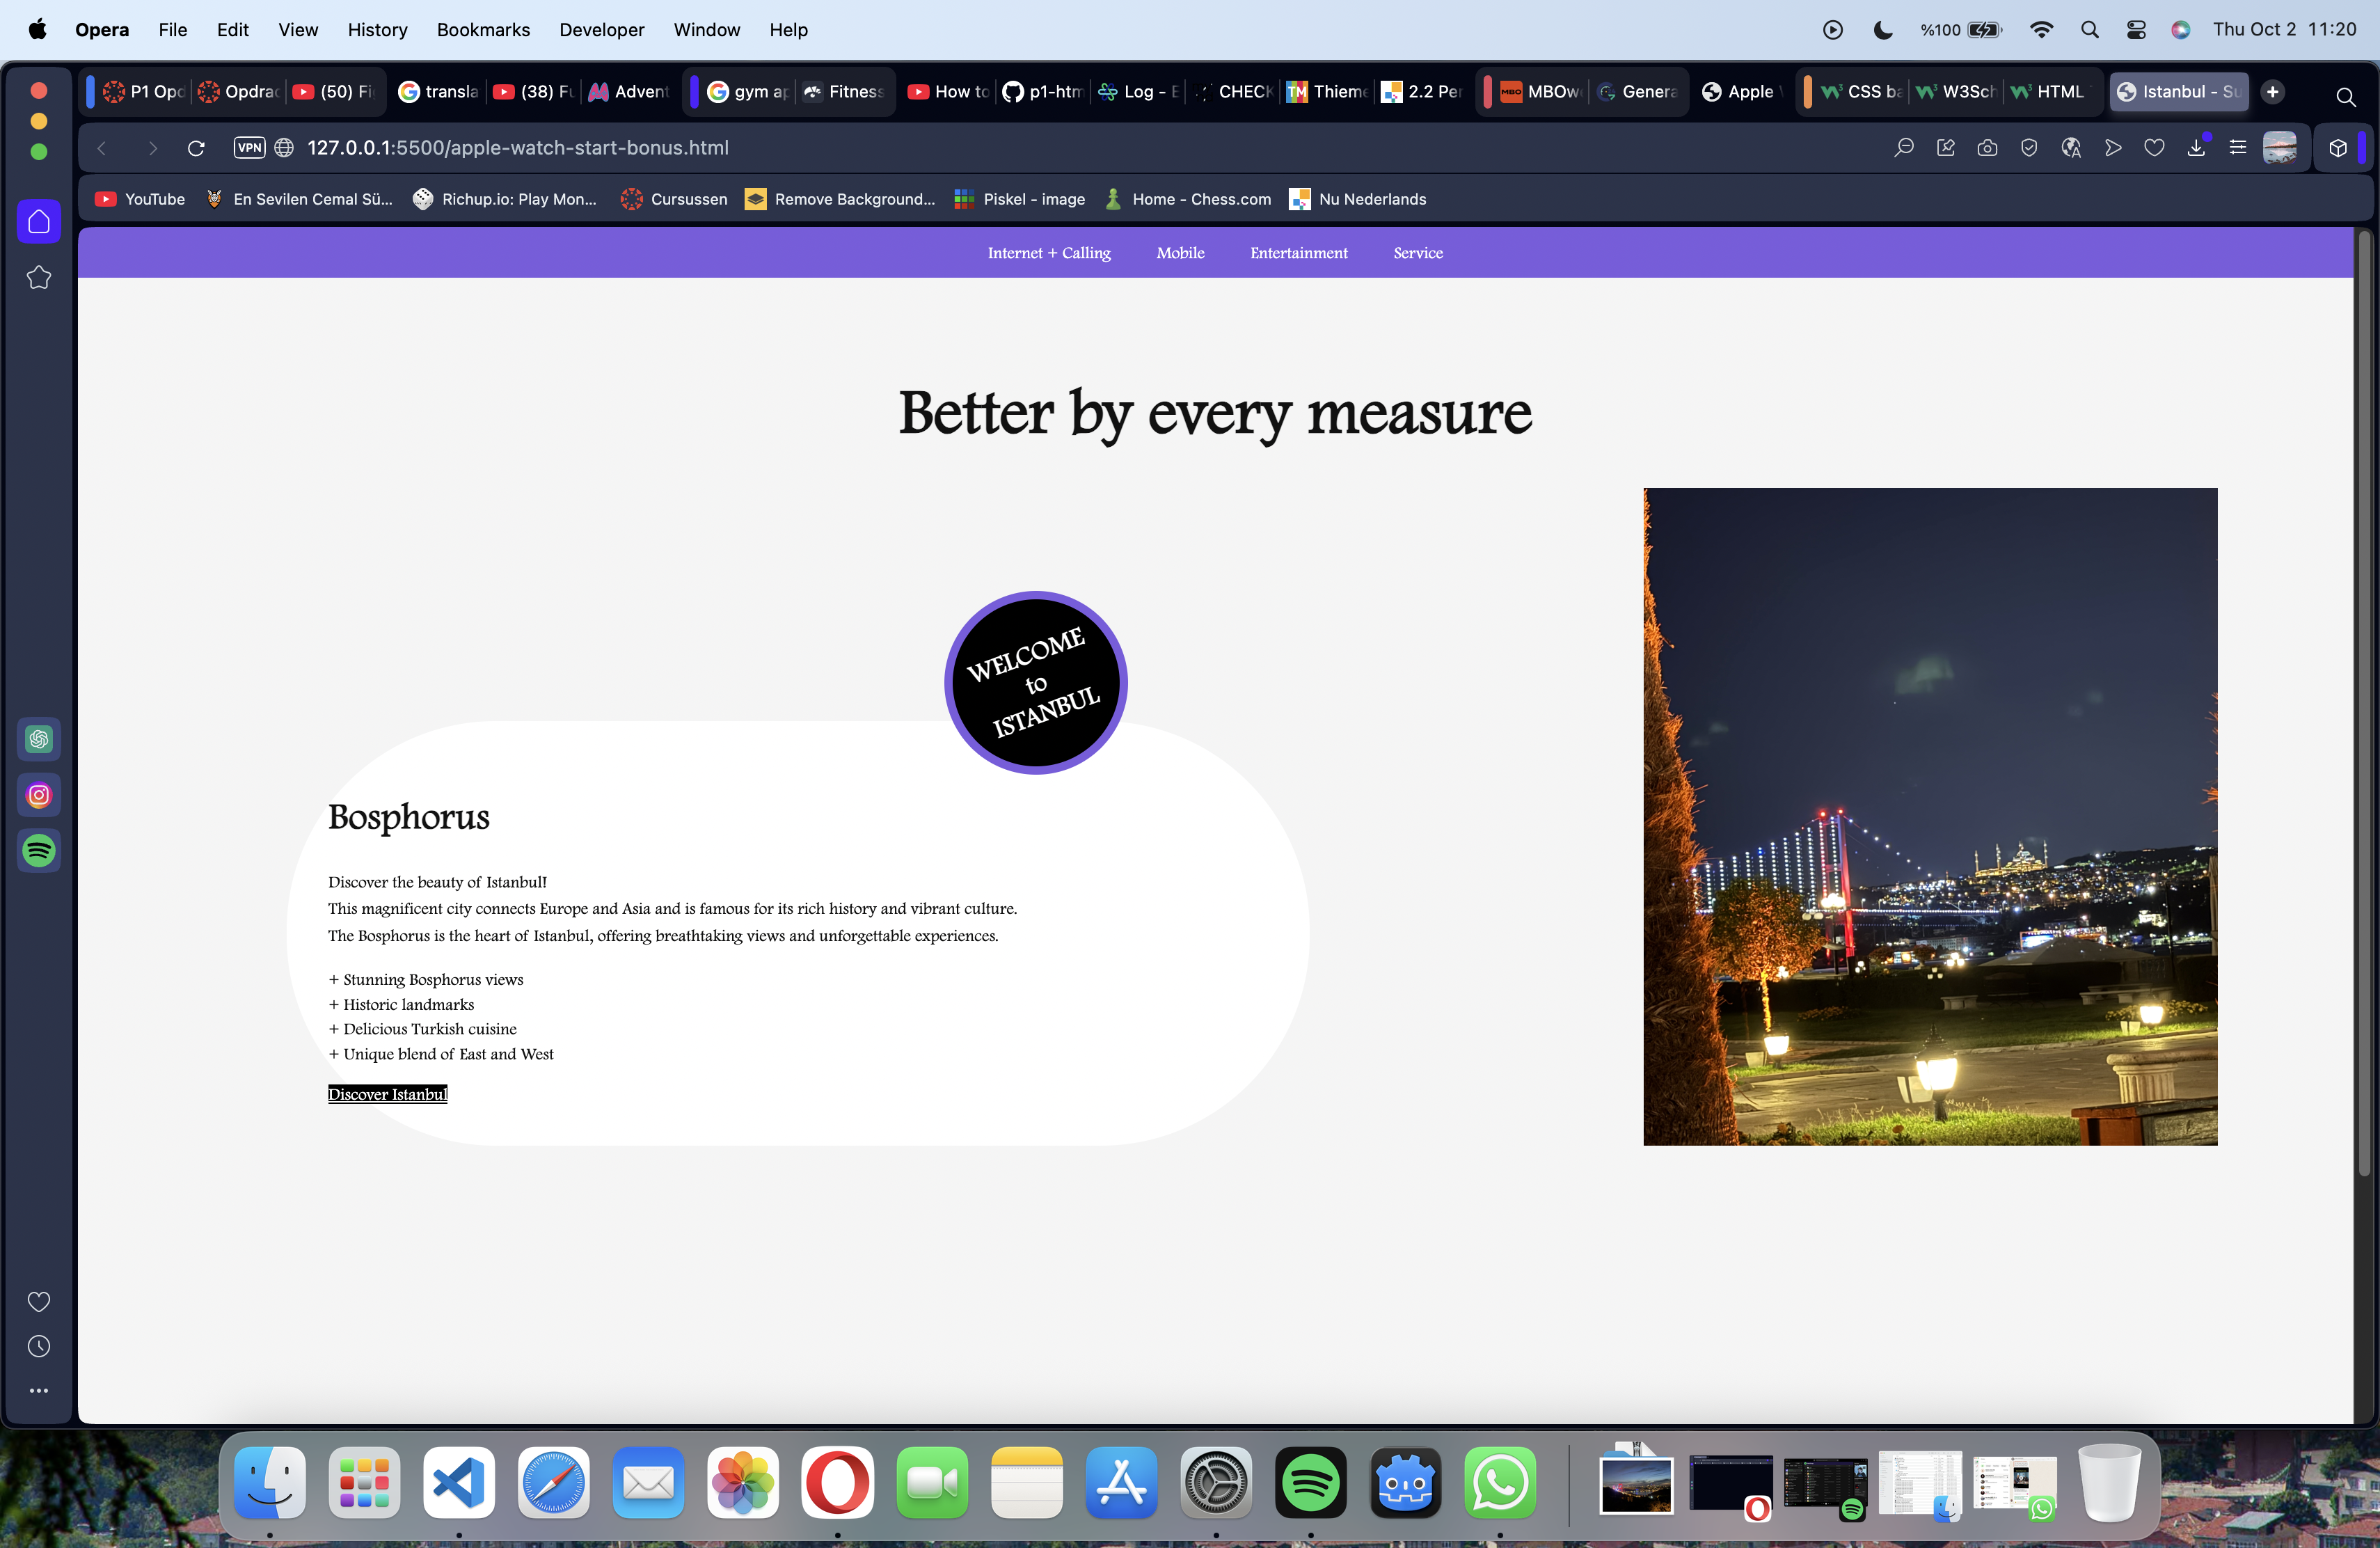 Opera File Edit View History Bookmarks Developer Window Help %100 Thu Oct 2 11:20
P1 Opd Opdra (50) Fi transla (38) Fu Advent gym ap Fitness How to p1-htm Log - E CHECK TM Thieme 2.2 Per MBO MBOw Genera Apple CSS ba W3Sch HTML Istanbul - Su
VPN 127.0.0.1:5500/apple-watch-start-bonus.html
YouTube En Sevilen Cemal Sü... Richup.io: Play Mon... Cursussen Remove Background... Piskel - image Home - Chess.com Nu Nederlands
Internet + Calling Mobile Entertainment Service
Better by every measure
WELCOME
to
ISTANBUL
Bosphorus
Discover the beauty of Istanbul!
This magnificent city connects Europe and Asia and is famous for its rich history and vibrant culture.
The Bosphorus is the heart of Istanbul, offering breathtaking views and unforgettable experiences.
+ Stunning Bosphorus views
+ Historic landmarks
+ Delicious Turkish cuisine
+ Unique blend of East and West
Discover Istanbul